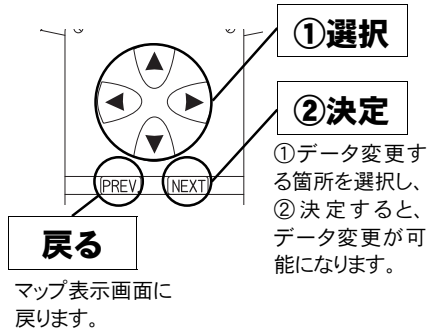 ①選択
②決定
①データ変更す
る箇所を選択し、
②決定すると、
データ変更が可
能になります。
PREV
NEXT
戻る
マップ表示画面に
戻ります。